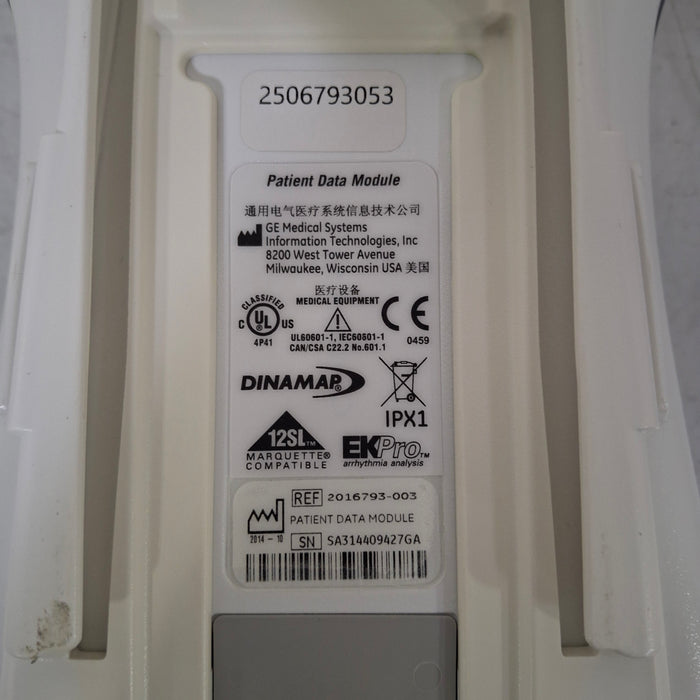 2506793053
Patient Data Module
通用电气医疗系统信息技术公司
GE Medical Systems
Information Technologies, Inc
8200 West Tower Avenue
Milwaukee, Wisconsin USA 美国
医疗设备
MEDICAL EQUIPMENT
CLASSIFIED
C UL US
®
4P41
UL60601-1, IEC60601-1
CAN/CSA C22.2 No.601.1
CE
0459
DINAMAP®
IPX1
12SL™
MARQUETTE®
COMPATIBLE
EKPro™
arrhythmia analysis
REF 2016793-003
PATIENT DATA MODULE
2014-10
SN SA314409427GA